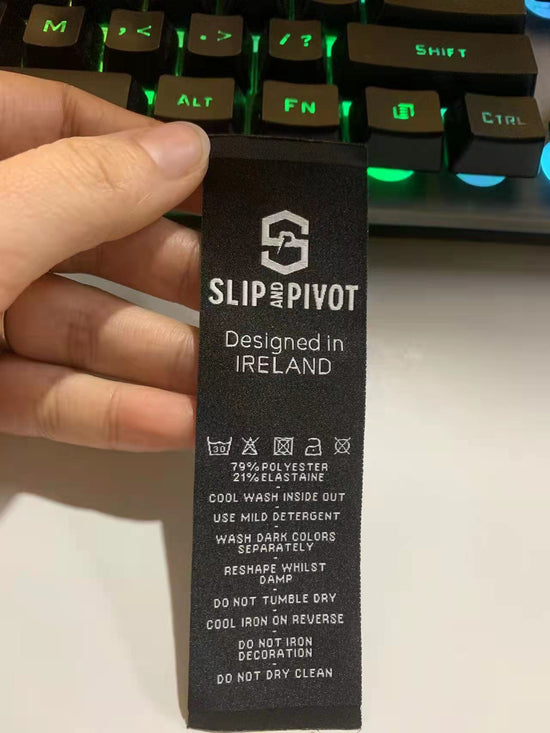 M
, <
. >
/ ?
SHIFT
ALT
FN
CTRL
SLIP AND PIVOT
Designed in
IRELAND
30
79%POLYESTER
21%ELASTAINE
-
COOL WASH INSIDE OUT
-
USE MILD DETERGENT
-
WASH DARK COLORS
SEPARATELY
-
RESHAPE WHILST
DAMP
-
DO NOT TUMBLE DRY
-
COOL IRON ON REVERSE
-
DO NOT IRON
DECORATION
-
DO NOT DRY CLEAN